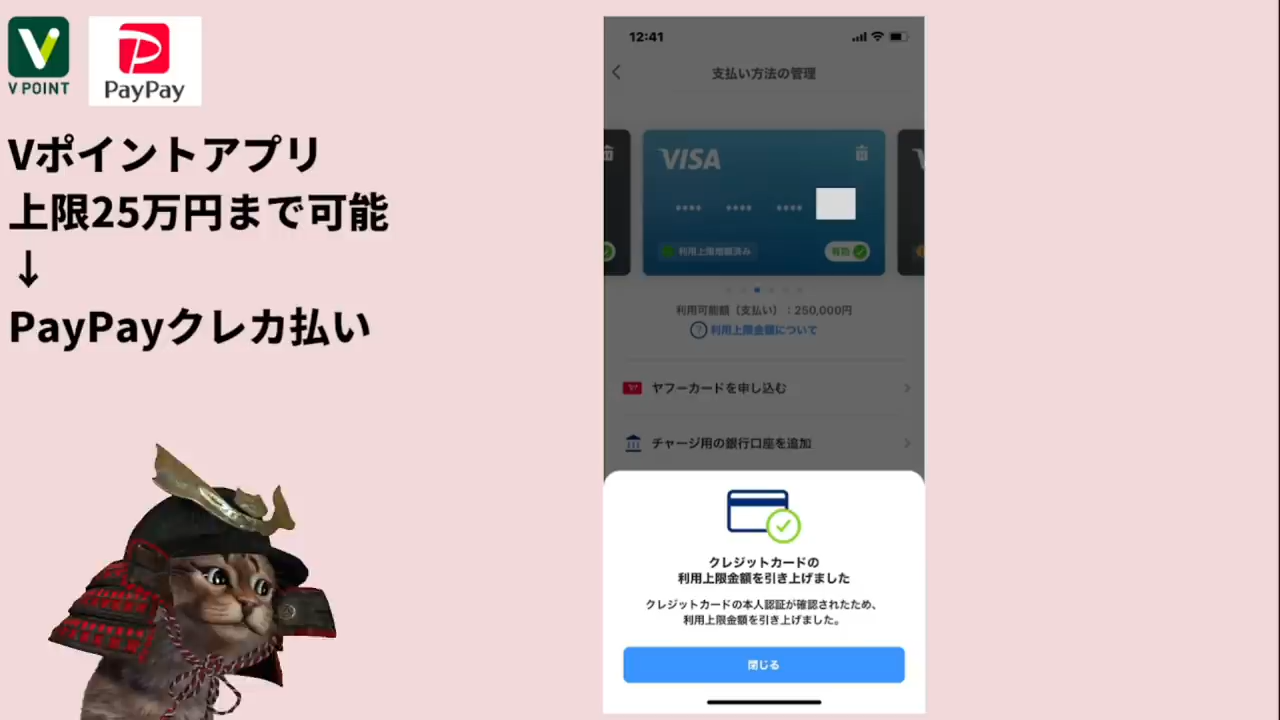 V POINT
PayPay
Vポイントアプリ
上限25万円まで可能
↓
PayPayクレカ払い
12:41
支払い方法の管理
VISA
利用上限増額済み
有効
利用可能額（支払い）：250,000円
? 利用上限金額について
ヤフーカードを申し込む
チャージ用の銀行口座を追加
クレジットカードの
利用上限金額を引き上げました
クレジットカードの本人認証が確認されたため、
利用上限金額を引き上げました。
閉じる